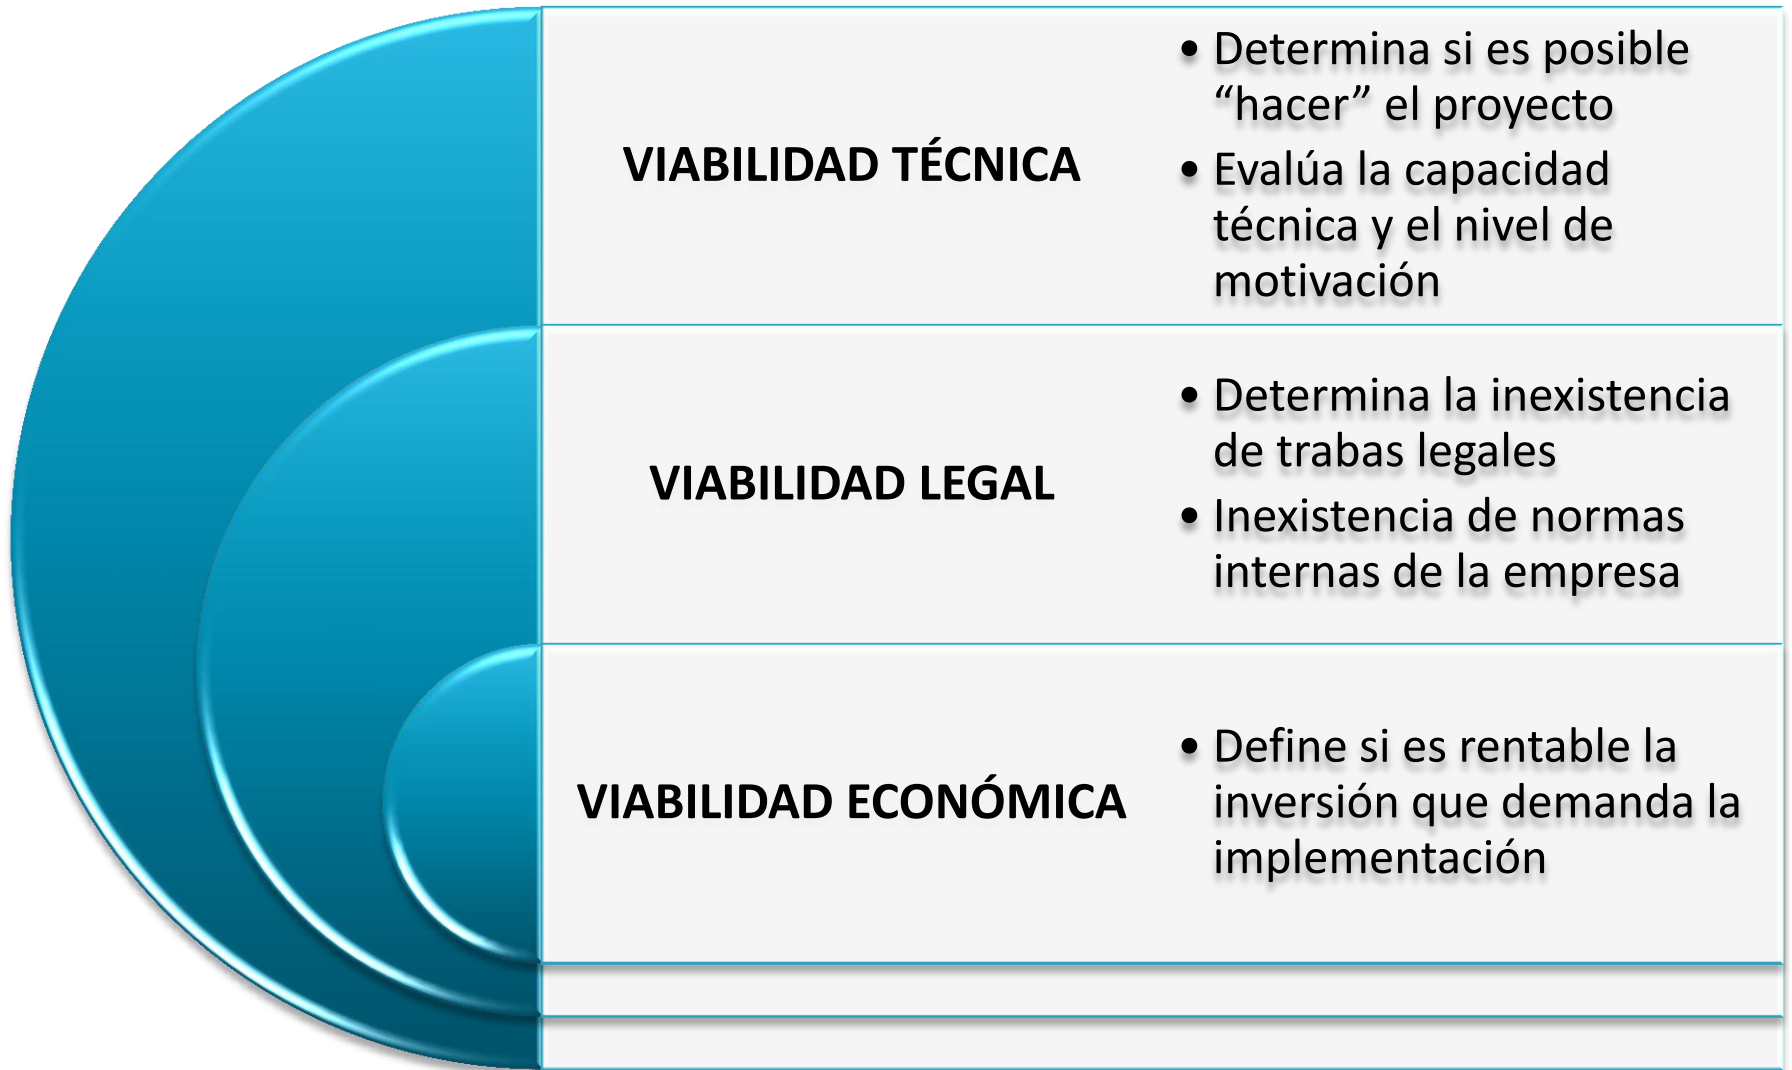 VIABILIDAD TÉCNICA
• Determina si es posible
“hacer” el proyecto
• Evalúa la capacidad
técnica y el nivel de
motivación
VIABILIDAD LEGAL
• Determina la inexistencia
de trabas legales
• Inexistencia de normas
internas de la empresa
VIABILIDAD ECONÓMICA
• Define si es rentable la
inversión que demanda la
implementación